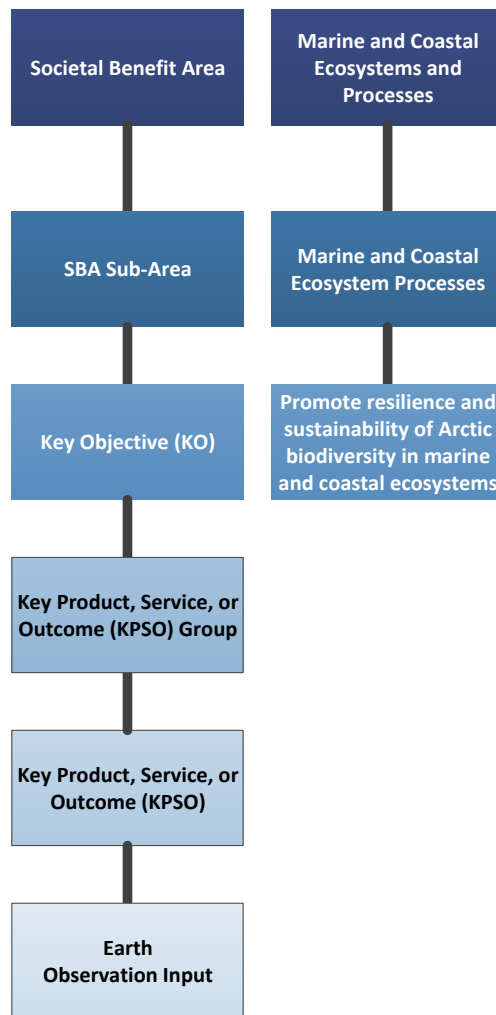 Societal Benefit Area
Marine and Coastal
Ecosystems and
Processes
SBA Sub-Area
Marine and Coastal
Ecosystem Processes
Key Objective (KO)
Promote resilience and
sustainability of Arctic
biodiversity in marine
and coastal ecosystems
Key Product, Service, or
Outcome (KPSO) Group
Key Product, Service, or
Outcome (KPSO)
Earth
Observation Input